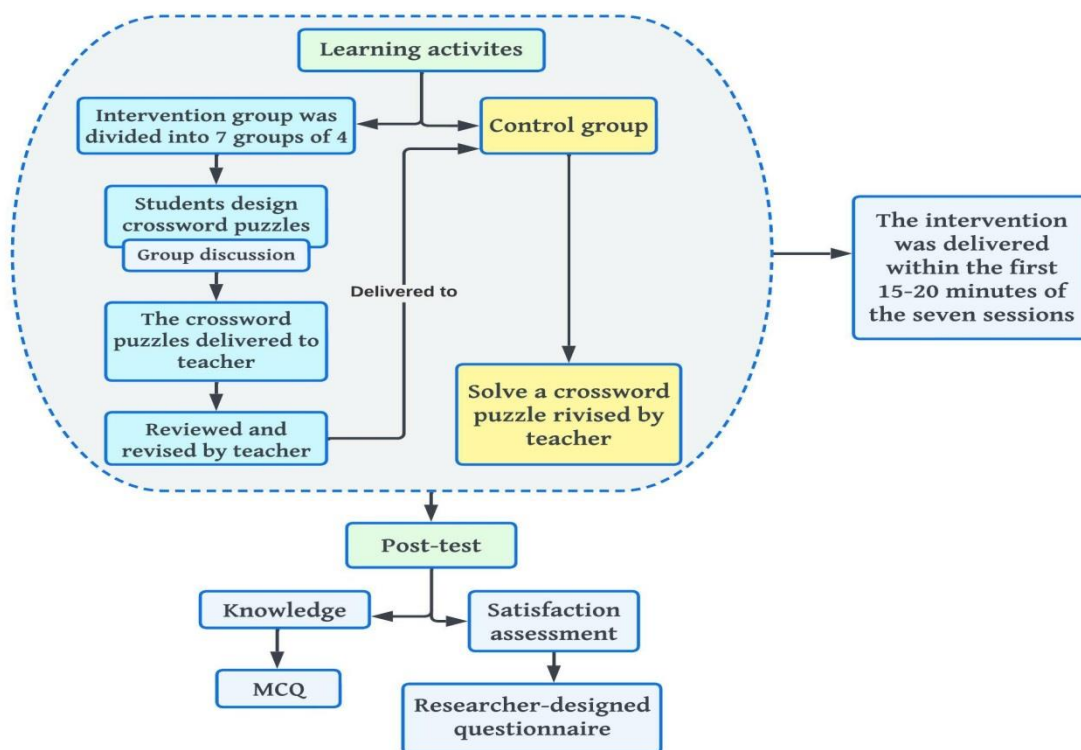 Learning activites
Intervention group was
divided into 7 groups of 4
Control group
Students design
crossword puzzles
Group discussion
The intervention
was delivered
within the first
15-20 minutes of
the seven sessions
Delivered to
The crossword
puzzles delivered to
teacher
Solve a crossword
puzzle rivised by
teacher
Reviewed and
revised by teacher
Post-test
Knowledge
Satisfaction
assessment
MCQ
Researcher-designed
questionnaire